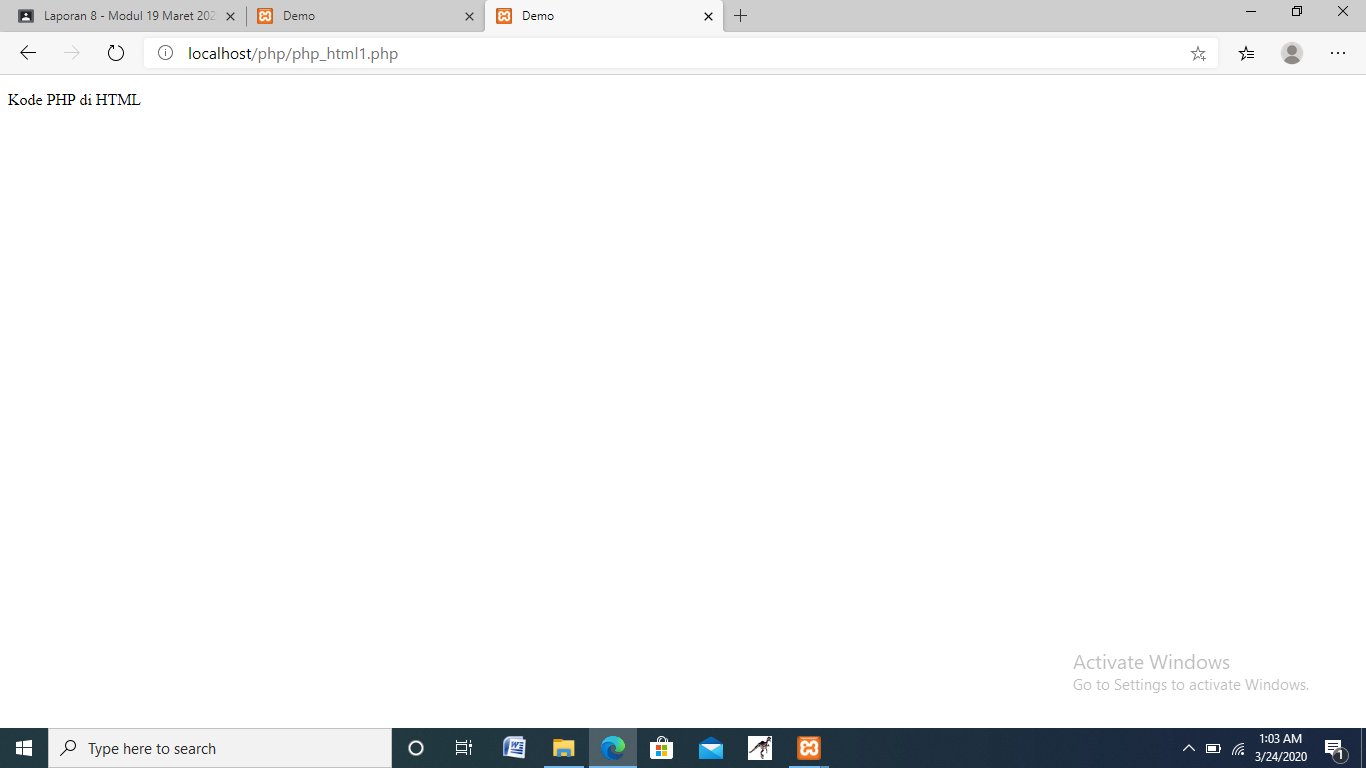 Laporan 8 - Modul 19 Maret 202
Demo
Demo
localhost/php/php_html1.php
Kode PHP di HTML
Activate Windows
Go to Settings to activate Windows.
Type here to search
1:03 AM
3/24/2020
1